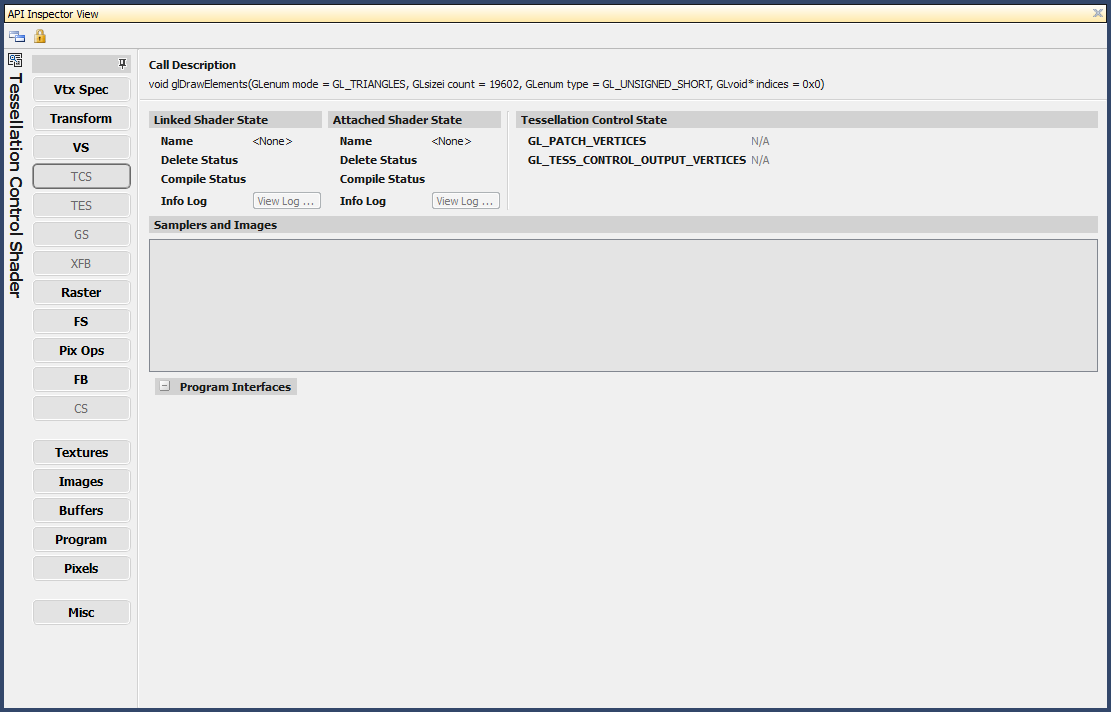 API Inspector View
Tessellation Control Shader
Vtx Spec
Transform
VS
TCS
TES
GS
XFB
Raster
FS
Pix Ops
FB
CS
Textures
Images
Buffers
Program
Pixels
Misc
Call Description
void glDrawElements(GLenum mode = GL_TRIANGLES, GLsizei count = 19602, GLenum type = GL_UNSIGNED_SHORT, GLvoid* indices = 0x0)
Linked Shader State
Name <None>
Delete Status
Compile Status
Info Log View Log ...
Attached Shader State
Name <None>
Delete Status
Compile Status
Info Log View Log ...
Tessellation Control State
GL_PATCH_VERTICES N/A
GL_TESS_CONTROL_OUTPUT_VERTICES N/A
Samplers and Images
Program Interfaces